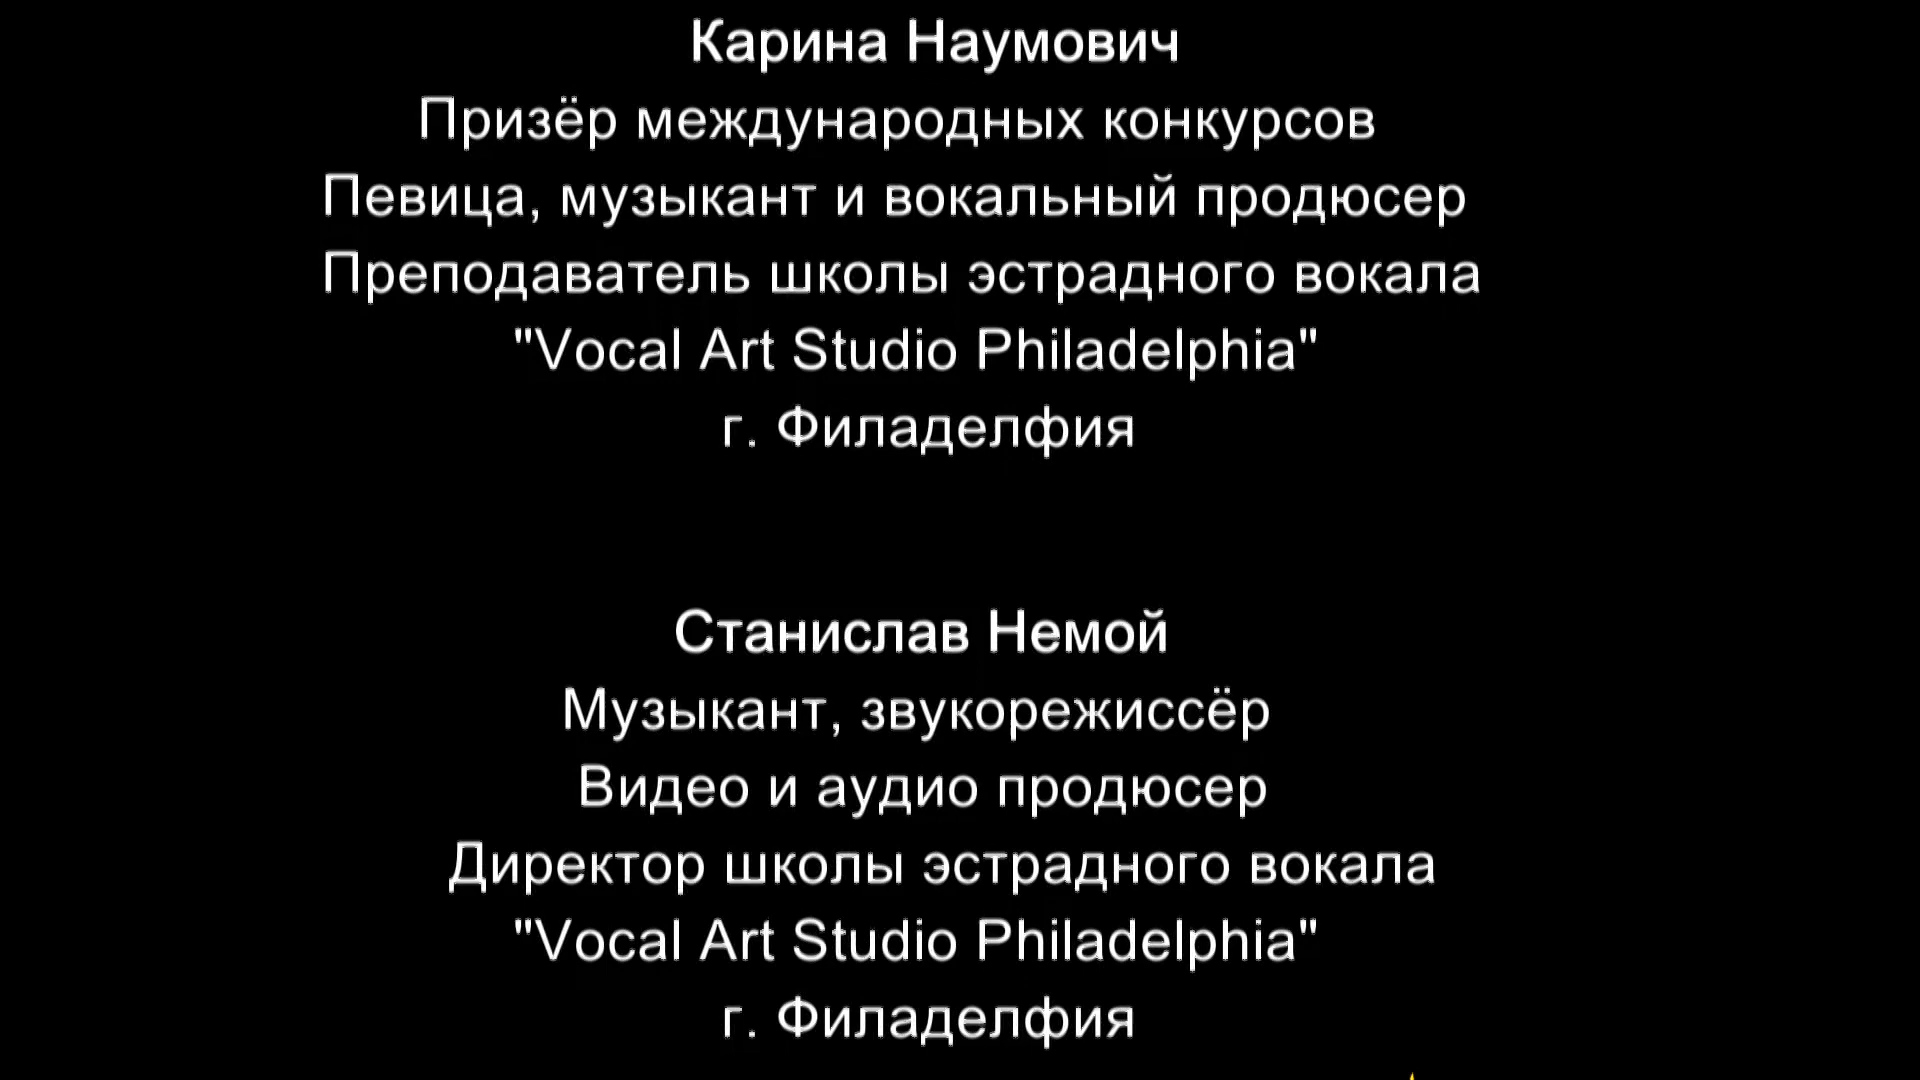 Карина Наумович
Призёр международных конкурсов
Певица, музыкант и вокальный продюсер
Преподаватель школы эстрадного вокала
"Vocal Art Studio Philadelphia"
г. Филаделфия
Станислав Немой
Музыкант, звукорежиссёр
Видео и аудио продюсер
Директор школы эстрадного вокала
"Vocal Art Studio Philadelphia"
г. Филаделфия